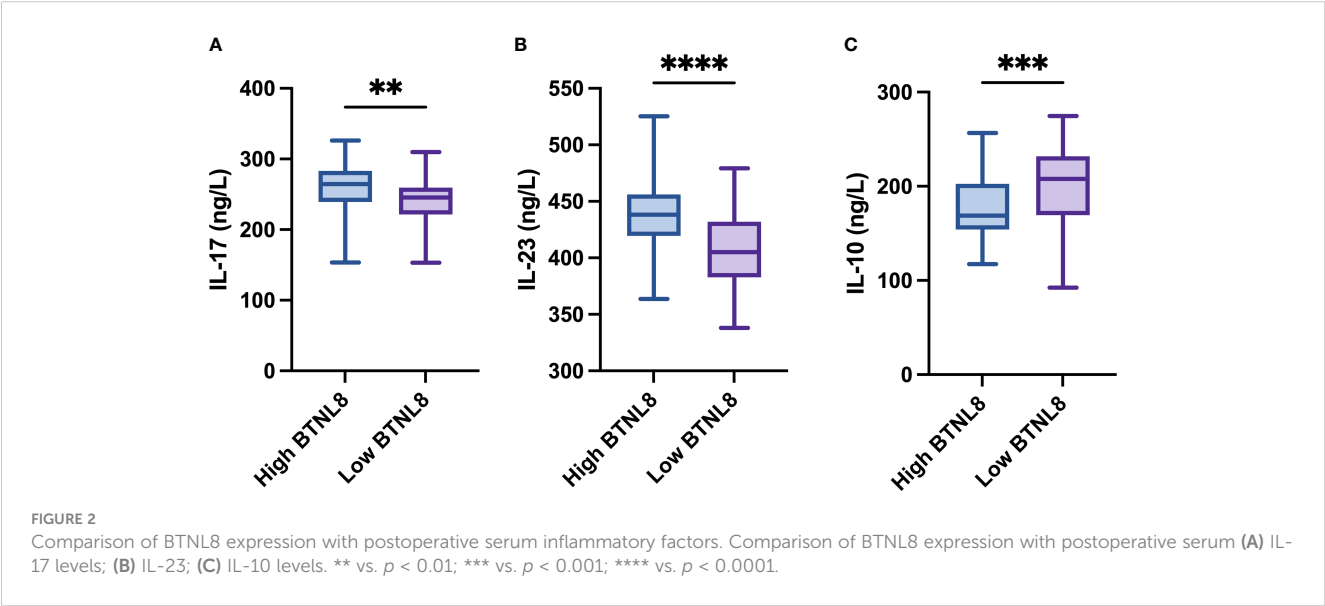 A
**
400
300
200
100
0
IL-17 (ng/L)
High BTNL8
Low BTNL8
B
****
550
500
450
400
350
300
IL-23 (ng/L)
High BTNL8
Low BTNL8
C
***
300
200
100
0
IL-10 (ng/L)
High BTNL8
Low BTNL8
FIGURE 2
Comparison of BTNL8 expression with postoperative serum inflammatory factors. Comparison of BTNL8 expression with postoperative serum (A) IL-
17 levels; (B) IL-23; (C) IL-10 levels. ** vs. p < 0.01; *** vs. p < 0.001; **** vs. p < 0.0001.